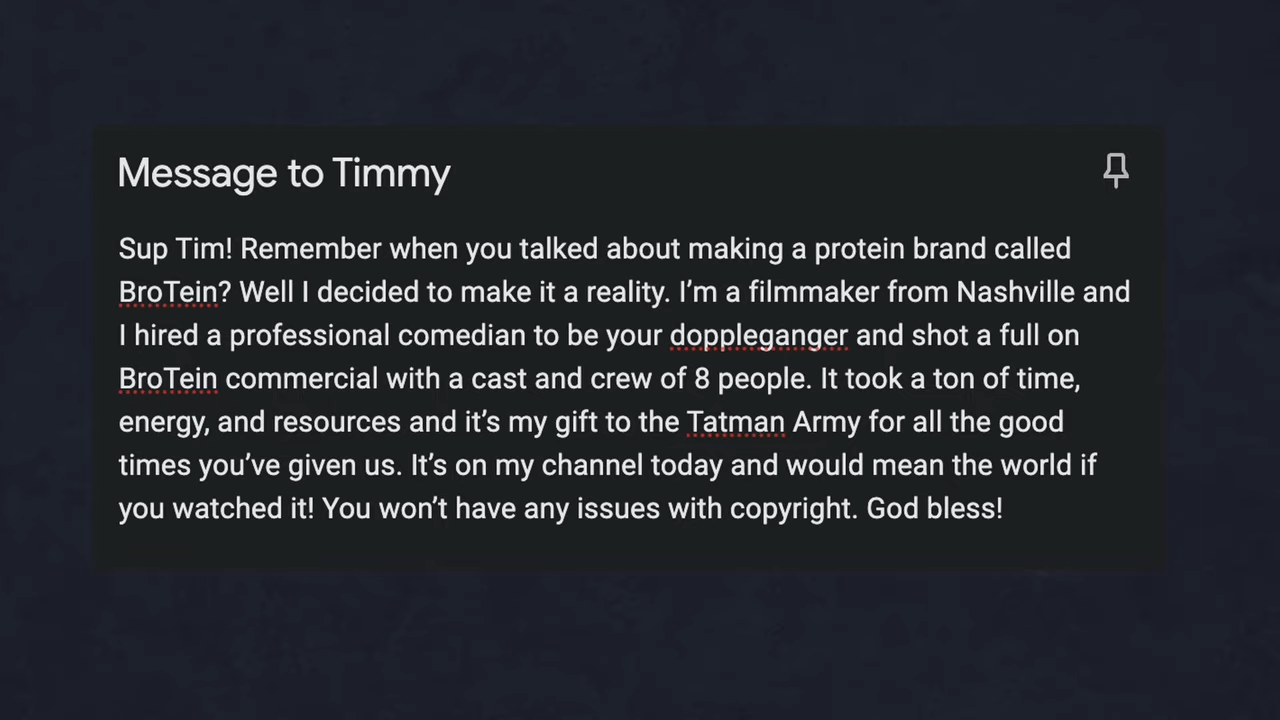 Message to Timmy
Sup Tim! Remember when you talked about making a protein brand called
BroTein? Well I decided to make it a reality. I’m a filmmaker from Nashville and
I hired a professional comedian to be your doppleganger and shot a full on
BroTein commercial with a cast and crew of 8 people. It took a ton of time,
energy, and resources and it’s my gift to the Tatman Army for all the good
times you’ve given us. It’s on my channel today and would mean the world if
you watched it! You won’t have any issues with copyright. God bless!